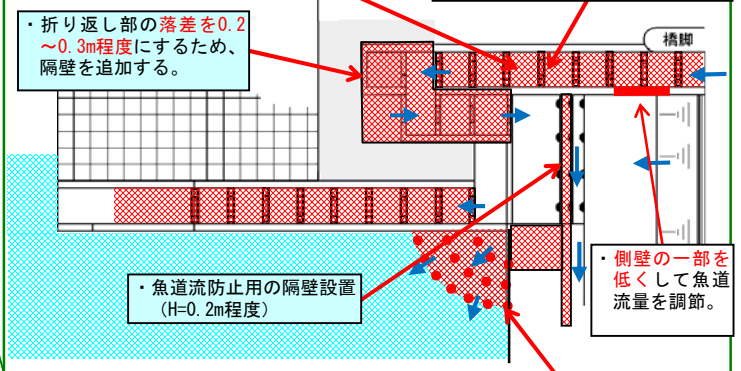 ・折り返し部の落差を0.2
～0.3m程度にするため、
隔壁を追加する。
橋脚
・側壁の一部を
低くして魚道
流量を調節。
・魚道流防止用の隔壁設置
（H=0.2m程度）